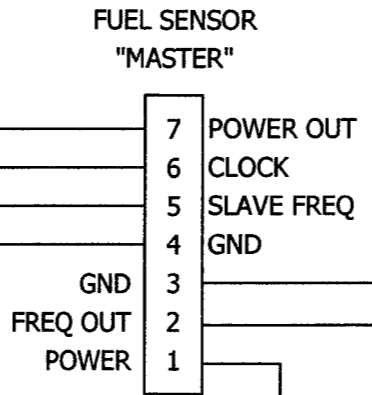 FUEL SENSOR
"MASTER"
7 POWER OUT
6 CLOCK
5 SLAVE FREQ
4 GND
GND 3
FREQ OUT 2
POWER 1